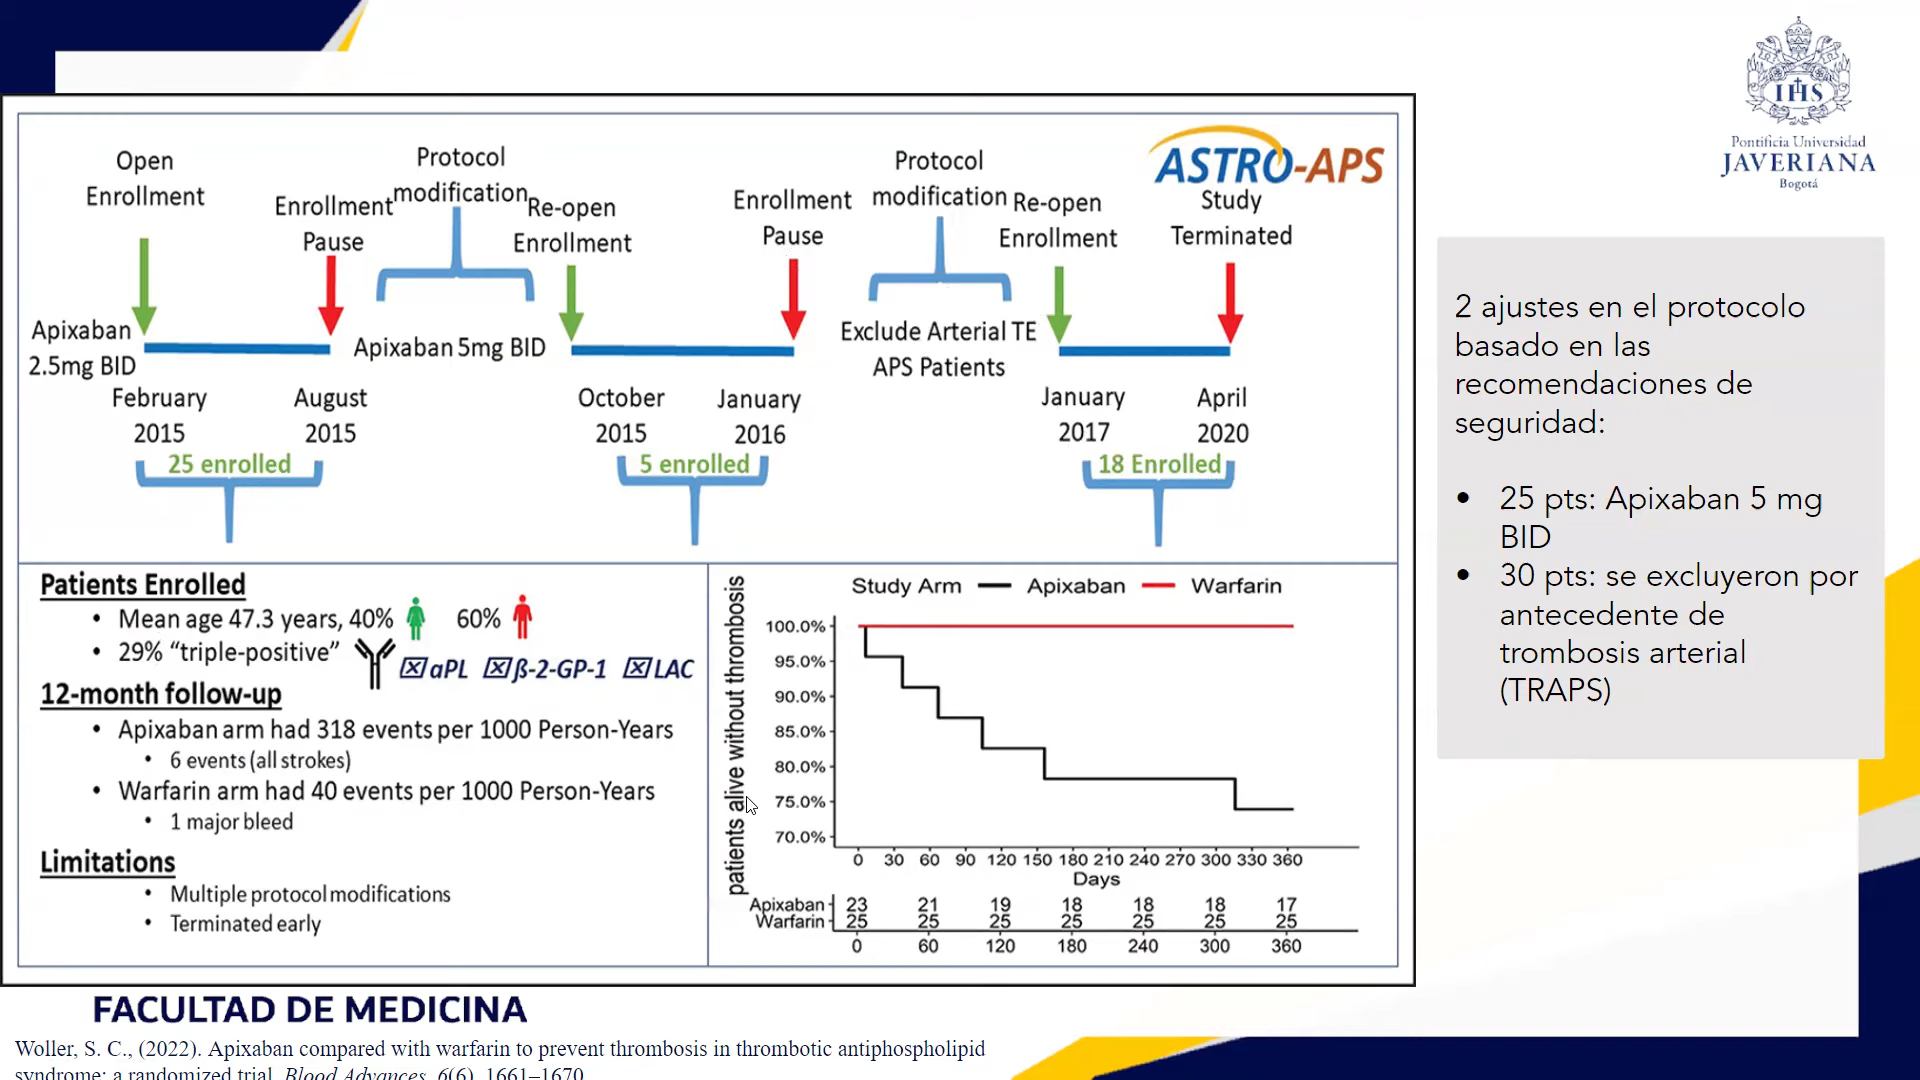 IHS
Pontificia Universidad
JAVERIANA
Bogotá
ASTRO-APS
Open
Enrollment
Enrollment
Pause
Protocol
modification
Re-open
Enrollment
Enrollment
Pause
Protocol
modification
Re-open
Enrollment
Study
Terminated
Apixaban
2.5mg BID
Apixaban 5mg BID
Exclude Arterial TE
APS Patients
February
2015
August
2015
October
2015
January
2016
January
2017
April
2020
25 enrolled
5 enrolled
18 Enrolled
Patients Enrolled
• Mean age 47.3 years, 40% 60%
• 29% “triple-positive”
aPL ß-2-GP-1 LAC
12-month follow-up
• Apixaban arm had 318 events per 1000 Person-Years
• 6 events (all strokes)
• Warfarin arm had 40 events per 1000 Person-Years
• 1 major bleed
Limitations
• Multiple protocol modifications
• Terminated early
Study Arm Apixaban Warfarin
patients alive without thrombosis
100.0%
95.0%
90.0%
85.0%
80.0%
75.0%
70.0%
0 30 60 90 120 150 180 210 240 270 300 330 360
Days
Apixaban 23 21 19 18 18 18 17
Warfarin 25 25 25 25 25 25 25
0 60 120 180 240 300 360
2 ajustes en el protocolo
basado en las
recomendaciones de
seguridad:
• 25 pts: Apixaban 5 mg
BID
• 30 pts: se excluyeron por
antecedente de
trombosis arterial
(TRAPS)
FACULTAD DE MEDICINA
Woller, S. C., (2022). Apixaban compared with warfarin to prevent thrombosis in thrombotic antiphospholipid
syndrome: a randomized trial. Blood Advances, 6(6), 1661–1670